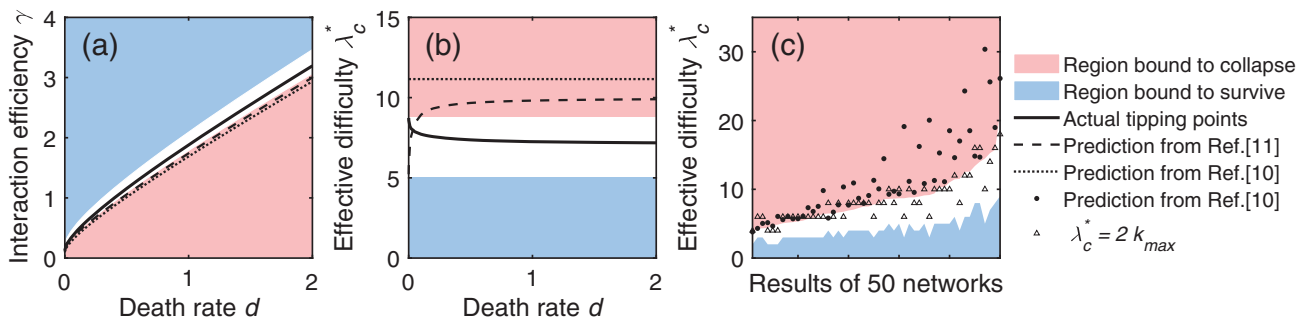 (a)
Interaction efficiency γ
4
3
2
1
0
0 1 2
Death rate d
(b)
Effective difficulty λ*c
15
10
5
0
0 1 2
Death rate d
(c)
Effective difficulty λ*c
30
20
10
0
Results of 50 networks
Region bound to collapse
Region bound to survive
Actual tipping points
Prediction from Ref.[11]
Prediction from Ref.[10]
Prediction from Ref.[10]
λ*c = 2 kmax